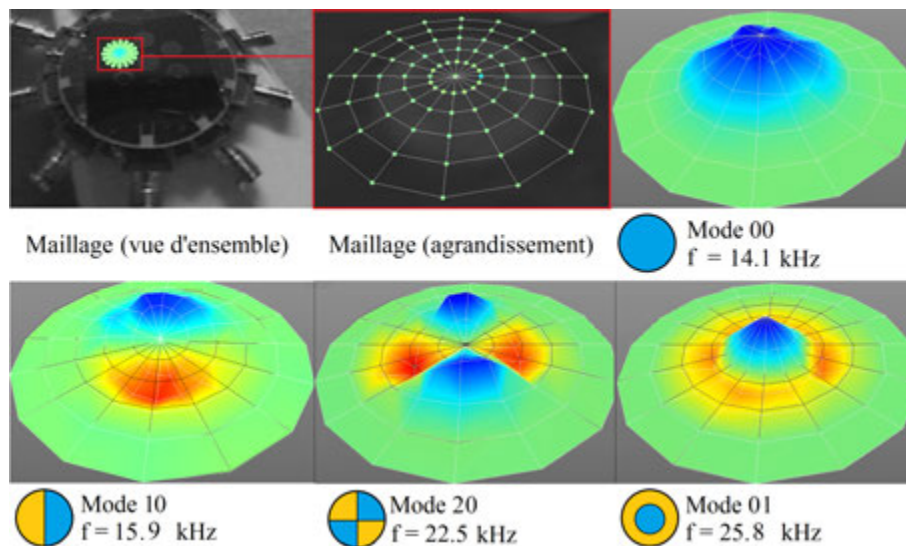 Maillage (vue d'ensemble)
Maillage (agrandissement)
Mode 00
f = 14.1 kHz
Mode 10
f = 15.9 kHz
Mode 20
f = 22.5 kHz
Mode 01
f = 25.8 kHz